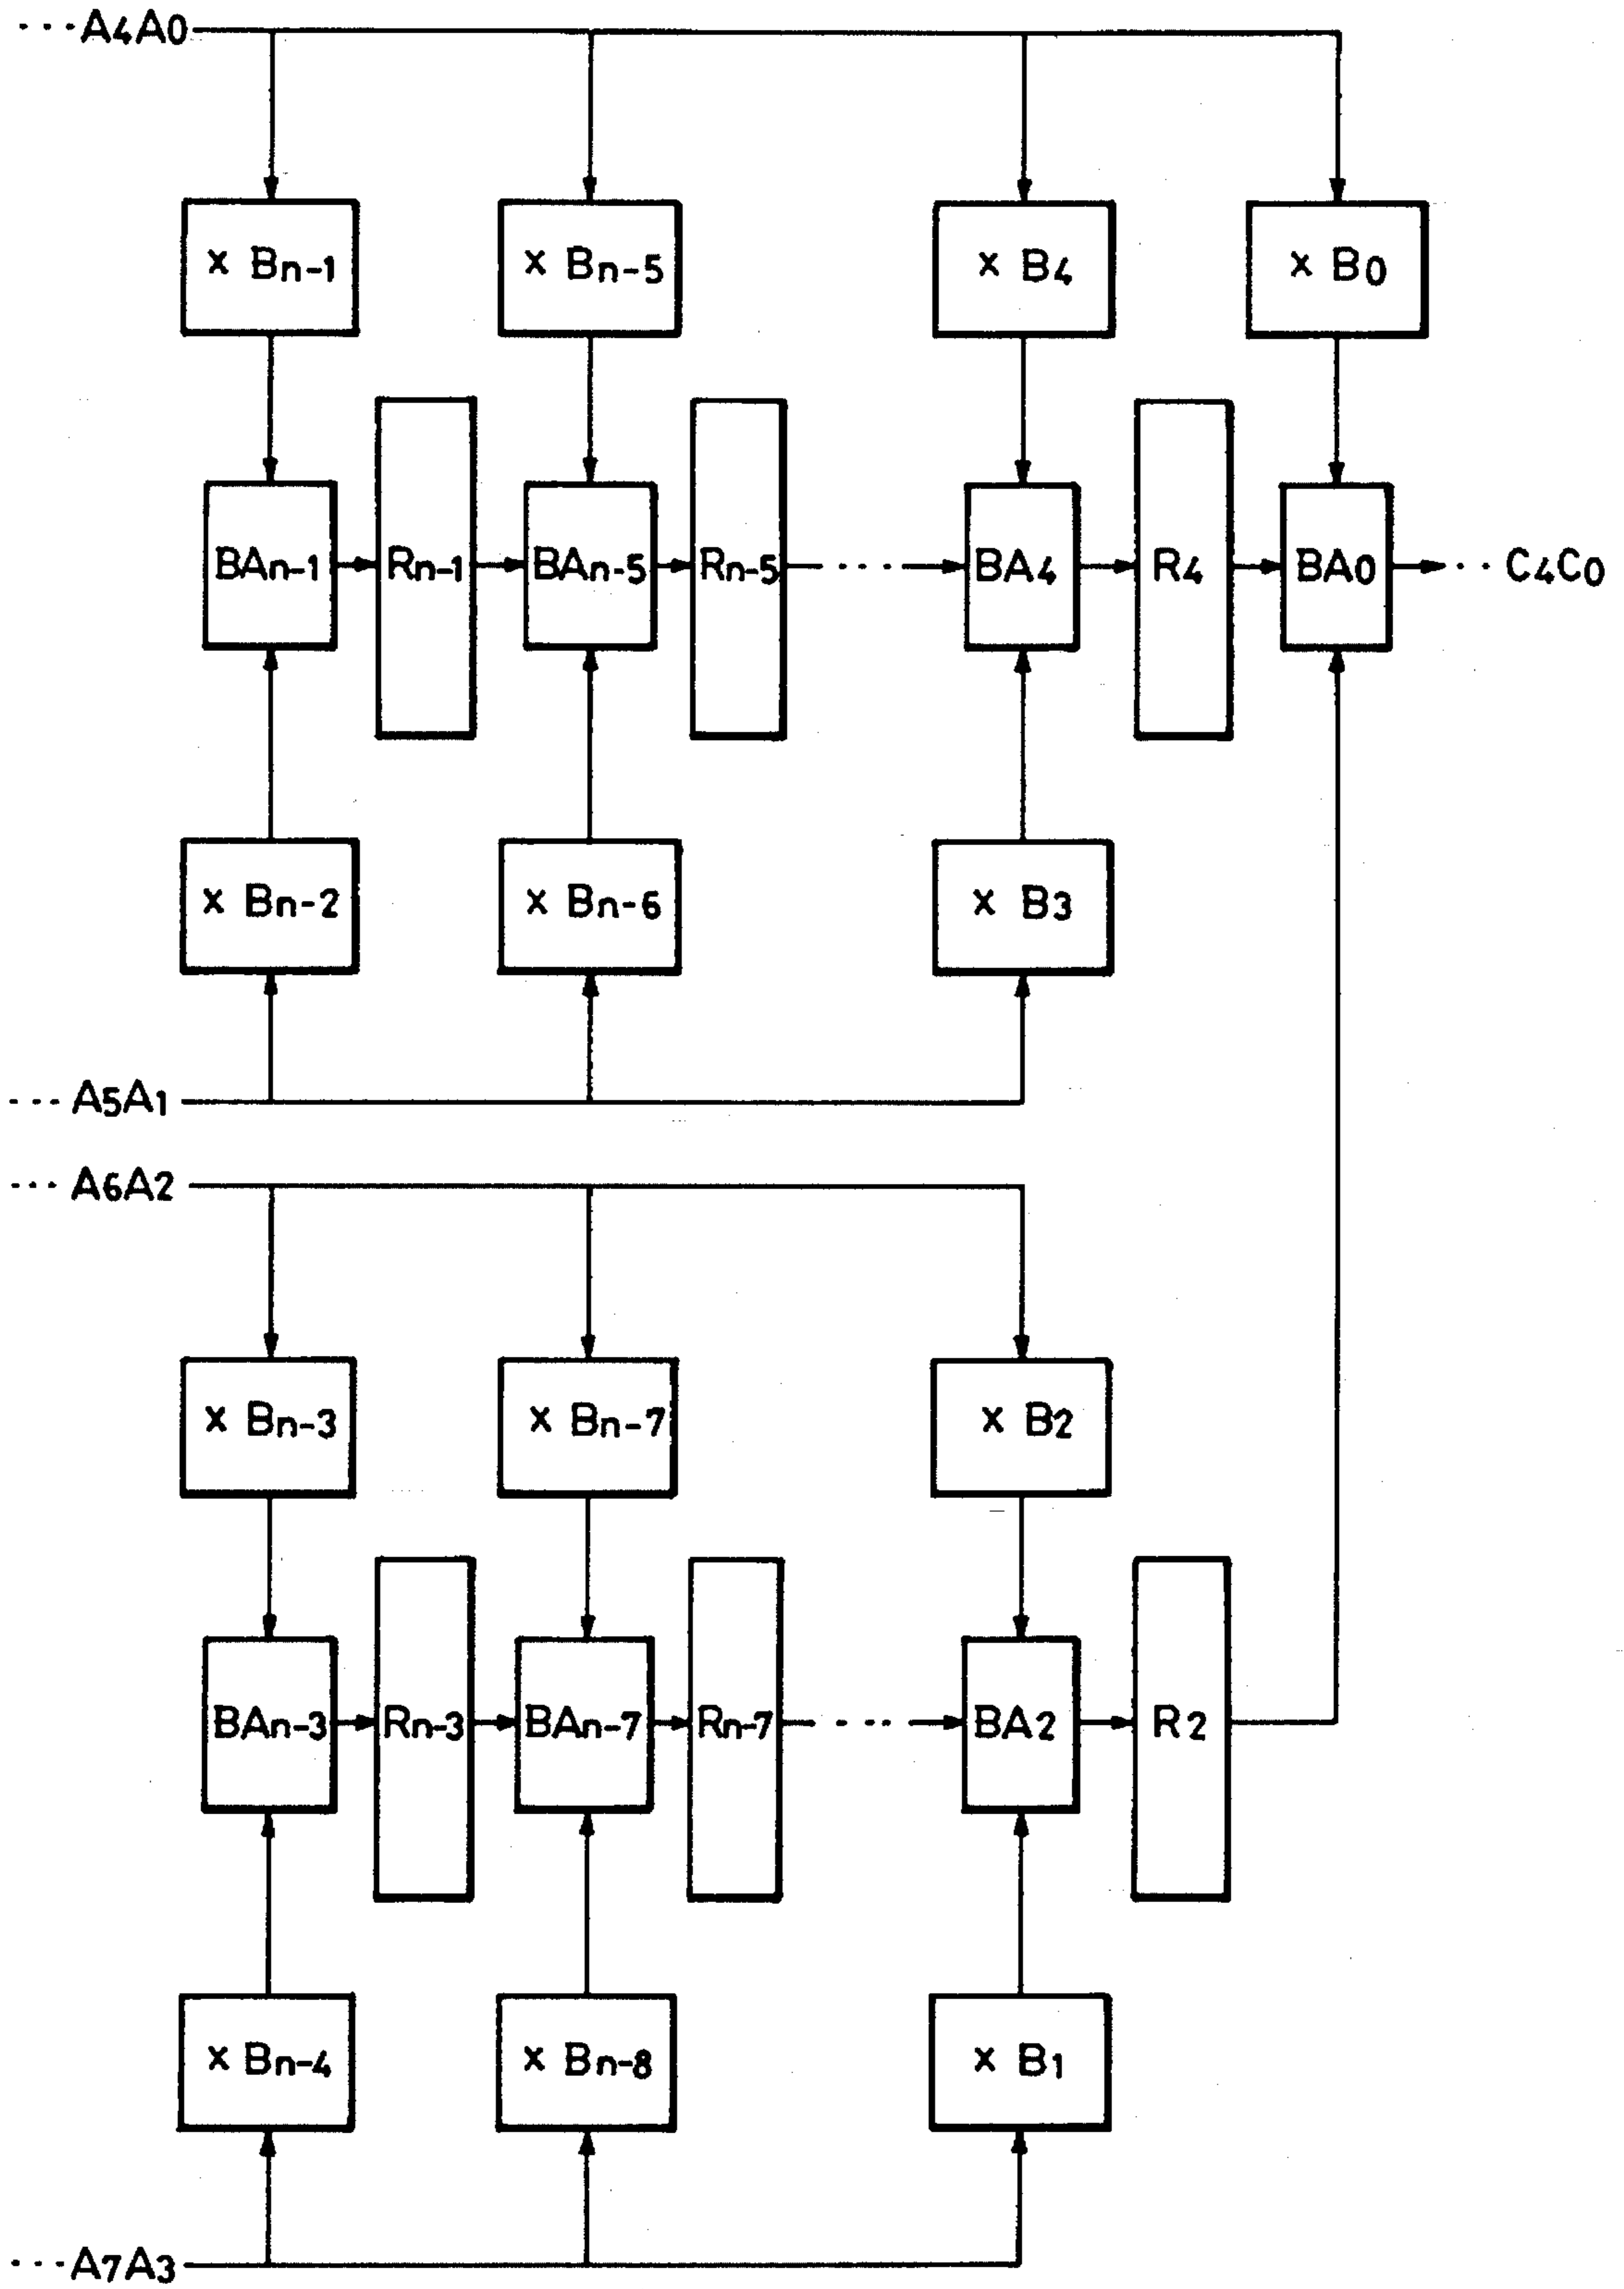 ···A4A0
× Bn-1 × Bn-5 × B4 × B0
BAn-1 Rn-1 BAn-5 Rn-5 ···· BA4 R4 BA0 ·· C4C0
× Bn-2 × Bn-6 × B3
···A5A1
···A6A2
× Bn-3 × Bn-7 × B2
BAn-3 Rn-3 BAn-7 Rn-7 ···· BA2 R2
× Bn-4 × Bn-8 × B1
···A7A3